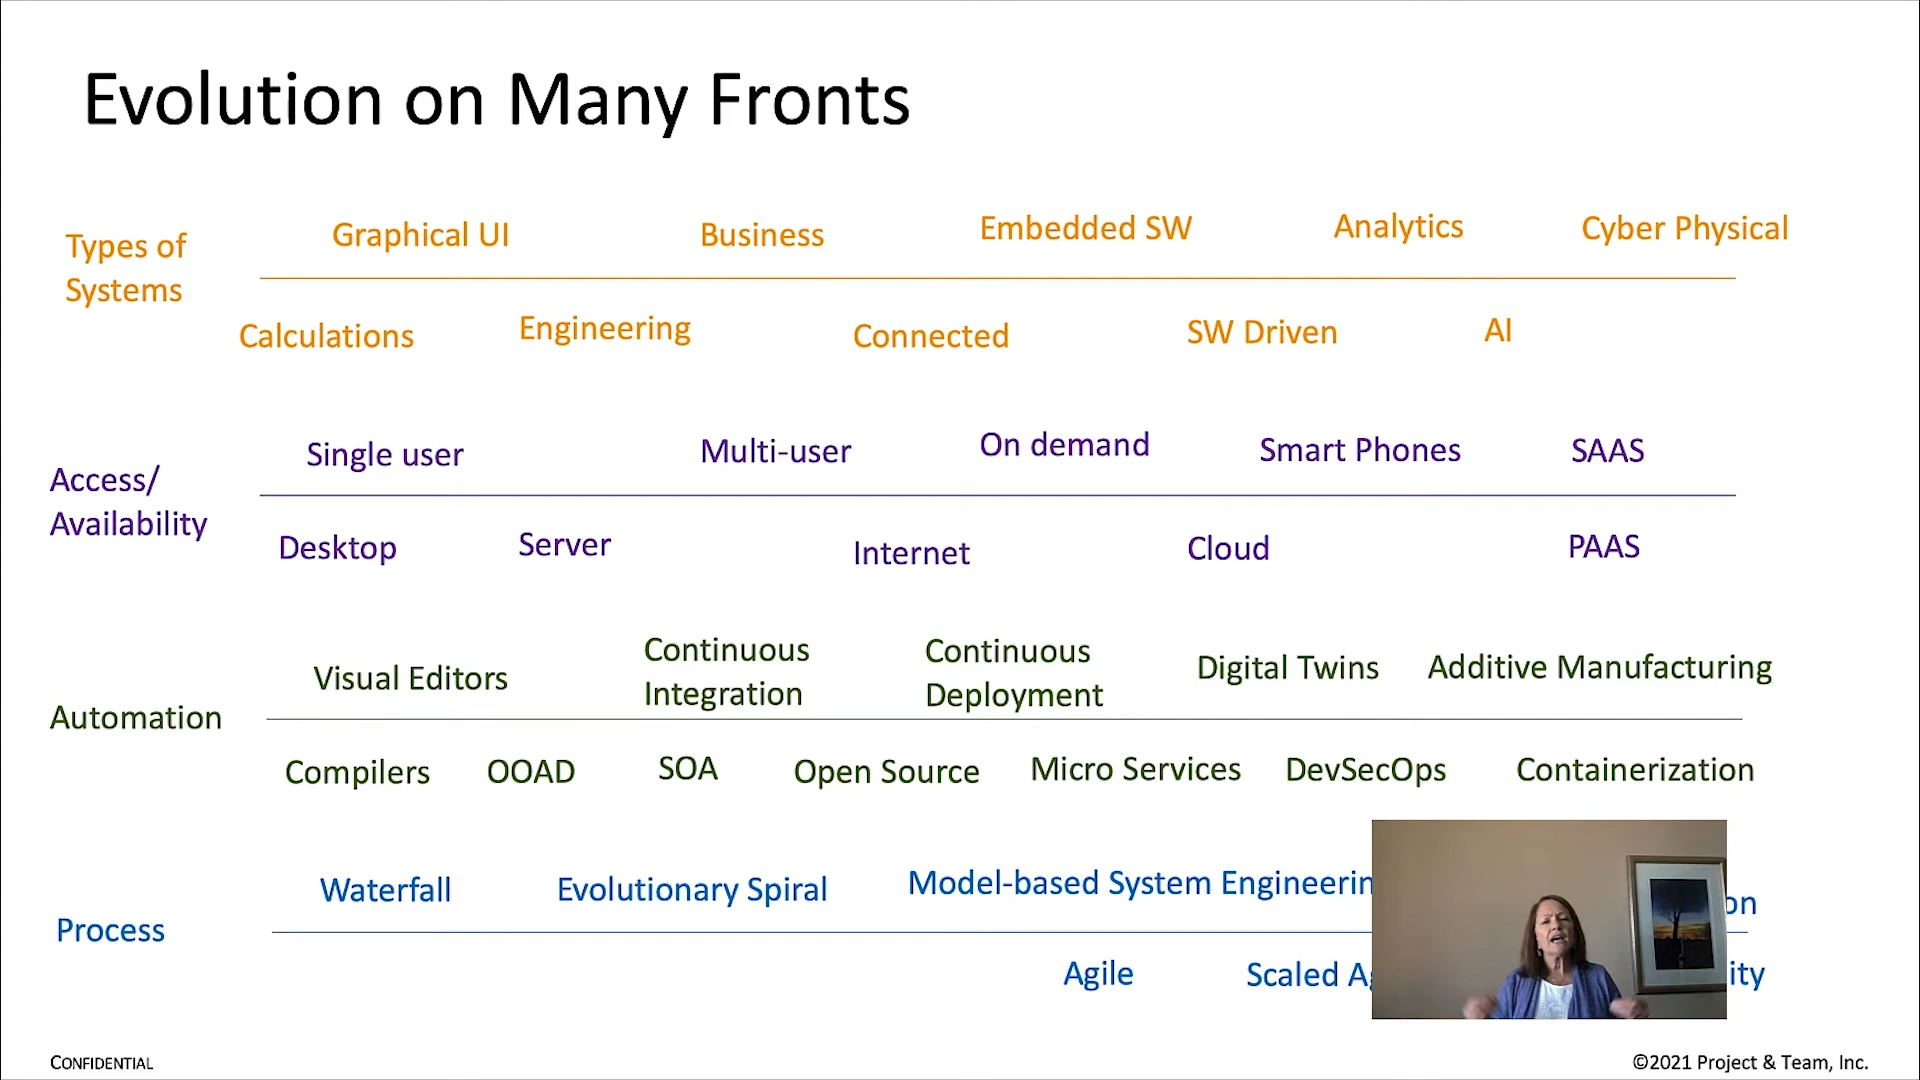 Evolution on Many Fronts
Types of
Systems
Graphical UI
Business
Embedded SW
Analytics
Cyber Physical
Calculations
Engineering
Connected
SW Driven
AI
Access/
Availability
Single user
Multi-user
On demand
Smart Phones
SAAS
Desktop
Server
Internet
Cloud
PAAS
Automation
Visual Editors
Continuous
Integration
Continuous
Deployment
Digital Twins
Additive Manufacturing
Compilers
OOAD
SOA
Open Source
Micro Services
DevSecOps
Containerization
Process
Waterfall
Evolutionary Spiral
Model-based System Engineerin
Agile
Scaled
CONFIDENTIAL
©2021 Project & Team, Inc.